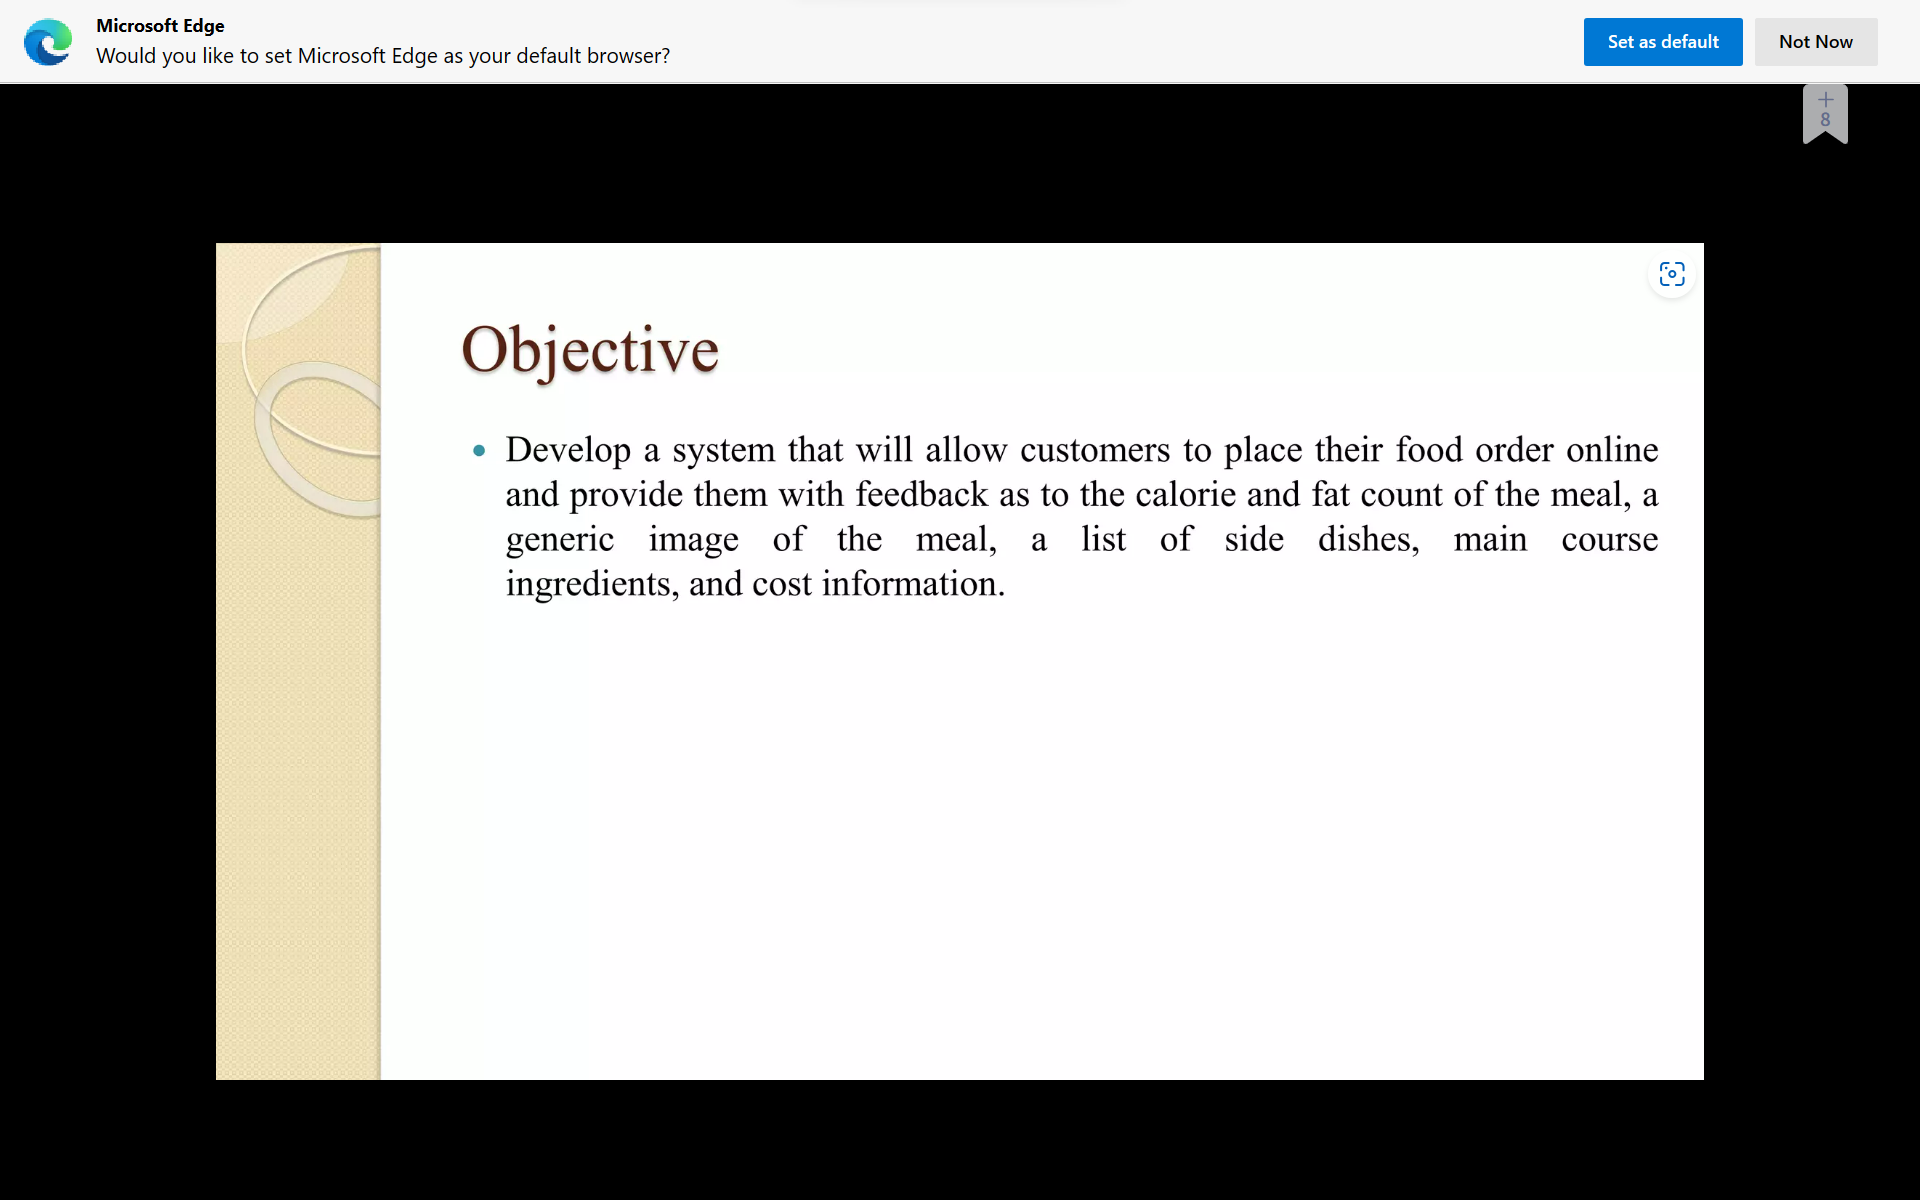 Microsoft Edge
Would you like to set Microsoft Edge as your default browser?
Set as default
Not Now
+
8
Objective
• Develop a system that will allow customers to place their food order online
and provide them with feedback as to the calorie and fat count of the meal, a
generic image of the meal, a list of side dishes, main course
ingredients, and cost information.